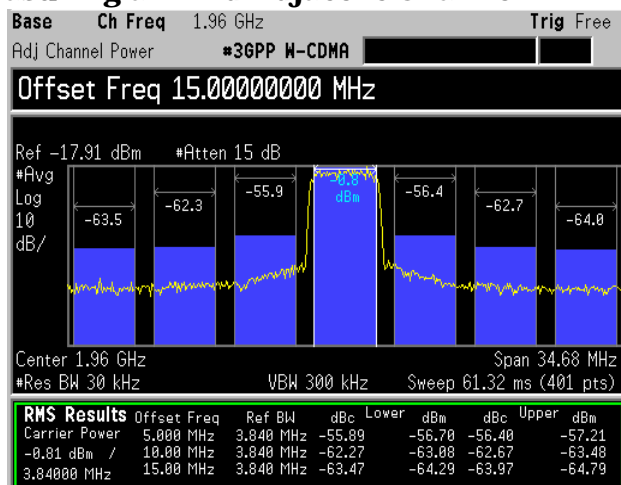 Base Ch Freq 1.96 GHz Trig Free
Adj Channel Power #3GPP W-CDMA
Offset Freq 15.00000000 MHz
Ref -17.91 dBm #Atten 15 dB
#Avg
Log
10
dB/
-63.5 -62.3 -55.9 -0.8 dBm -56.4 -62.7 -64.0
Center 1.96 GHz Span 34.68 MHz
#Res BW 30 kHz VBW 300 kHz Sweep 61.32 ms (401 pts)
RMS Results Offset Freq Ref BW dBc Lower dBm dBc Upper dBm
Carrier Power 5.000 MHz 3.840 MHz -55.89 -56.70 -56.40 -57.21
-0.81 dBm / 10.00 MHz 3.840 MHz -62.27 -63.08 -62.67 -63.48
3.84000 MHz 15.00 MHz 3.840 MHz -63.47 -64.29 -63.97 -64.79